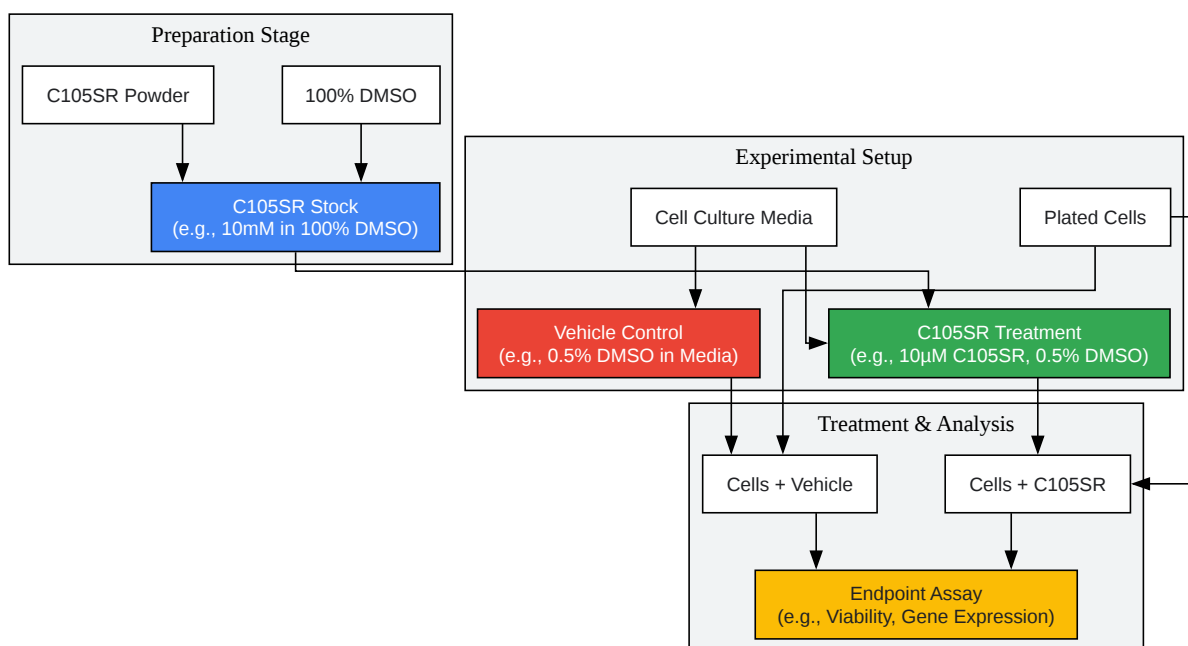 Preparation Stage
C105SR Powder
100% DMSO
C105SR Stock
(e.g., 10mM in 100% DMSO)
Experimental Setup
Cell Culture Media
Plated Cells
Vehicle Control
(e.g., 0.5% DMSO in Media)
C105SR Treatment
(e.g., 10µM C105SR, 0.5% DMSO)
Treatment & Analysis
Cells + Vehicle
Cells + C105SR
Endpoint Assay
(e.g., Viability, Gene Expression)